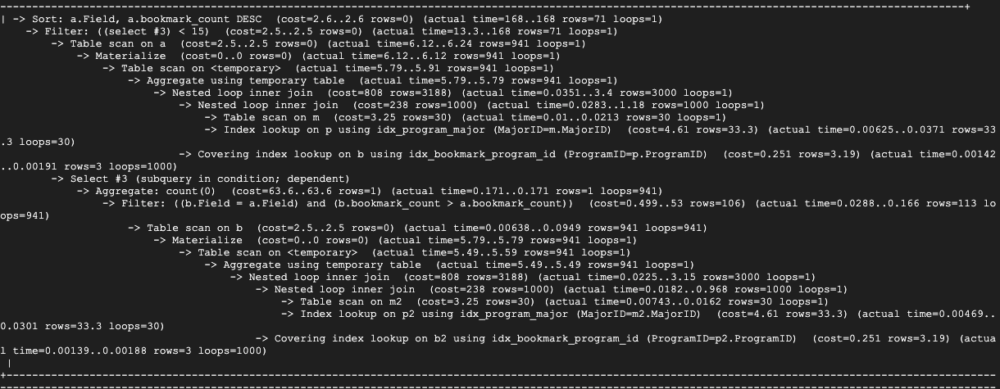 | -> Sort: a.Field, a.bookmark_count DESC  (cost=2.6..2.6 rows=0) (actual time=168..168 rows=71 loops=1)
    -> Filter: ((select #3) < 15)  (cost=2.5..2.5 rows=0) (actual time=13.3..168 rows=71 loops=1)
        -> Table scan on a  (cost=2.5..2.5 rows=0) (actual time=6.12..6.24 rows=941 loops=1)
            -> Materialize  (cost=0..0 rows=0) (actual time=6.12..6.12 rows=941 loops=1)
                -> Table scan on <temporary>  (actual time=5.79..5.91 rows=941 loops=1)
                    -> Aggregate using temporary table  (actual time=5.79..5.79 rows=941 loops=1)
                        -> Nested loop inner join  (cost=808 rows=3188) (actual time=0.0351..3.4 rows=3000 loops=1)
                            -> Nested loop inner join  (cost=238 rows=1000) (actual time=0.0283..1.18 rows=1000 loops=1)
                                -> Table scan on m  (cost=3.25 rows=30) (actual time=0.01..0.0213 rows=30 loops=1)
                                -> Index lookup on p using idx_program_major (MajorID=m.MajorID)  (cost=4.61 rows=33.3) (actual time=0.00625..0.0371 rows=33
.3 loops=30)
                            -> Covering index lookup on b using idx_bookmark_program_id (ProgramID=p.ProgramID)  (cost=0.251 rows=3.19) (actual time=0.00142
..0.00191 rows=3 loops=1000)
        -> Select #3 (subquery in condition; dependent)
            -> Aggregate: count(0)  (cost=63.6..63.6 rows=1) (actual time=0.171..0.171 rows=1 loops=941)
                -> Filter: ((b.Field = a.Field) and (b.bookmark_count > a.bookmark_count))  (cost=0.499..53 rows=106) (actual time=0.0288..0.166 rows=113 lo
ops=941)
                    -> Table scan on b  (cost=2.5..2.5 rows=0) (actual time=0.00638..0.0949 rows=941 loops=941)
                        -> Materialize  (cost=0..0 rows=0) (actual time=5.79..5.79 rows=941 loops=1)
                            -> Table scan on <temporary>  (actual time=5.49..5.59 rows=941 loops=1)
                                -> Aggregate using temporary table  (actual time=5.49..5.49 rows=941 loops=1)
                                    -> Nested loop inner join  (cost=808 rows=3188) (actual time=0.0225..3.15 rows=3000 loops=1)
                                        -> Nested loop inner join  (cost=238 rows=1000) (actual time=0.0182..0.968 rows=1000 loops=1)
                                            -> Table scan on m2  (cost=3.25 rows=30) (actual time=0.00743..0.0162 rows=30 loops=1)
                                            -> Index lookup on p2 using idx_program_major (MajorID=m2.MajorID)  (cost=4.61 rows=33.3) (actual time=0.00469..
0.0301 rows=33.3 loops=30)
                                        -> Covering index lookup on b2 using idx_bookmark_program_id (ProgramID=p2.ProgramID)  (cost=0.251 rows=3.19) (actua
l time=0.00139..0.00188 rows=3 loops=1000)
 |